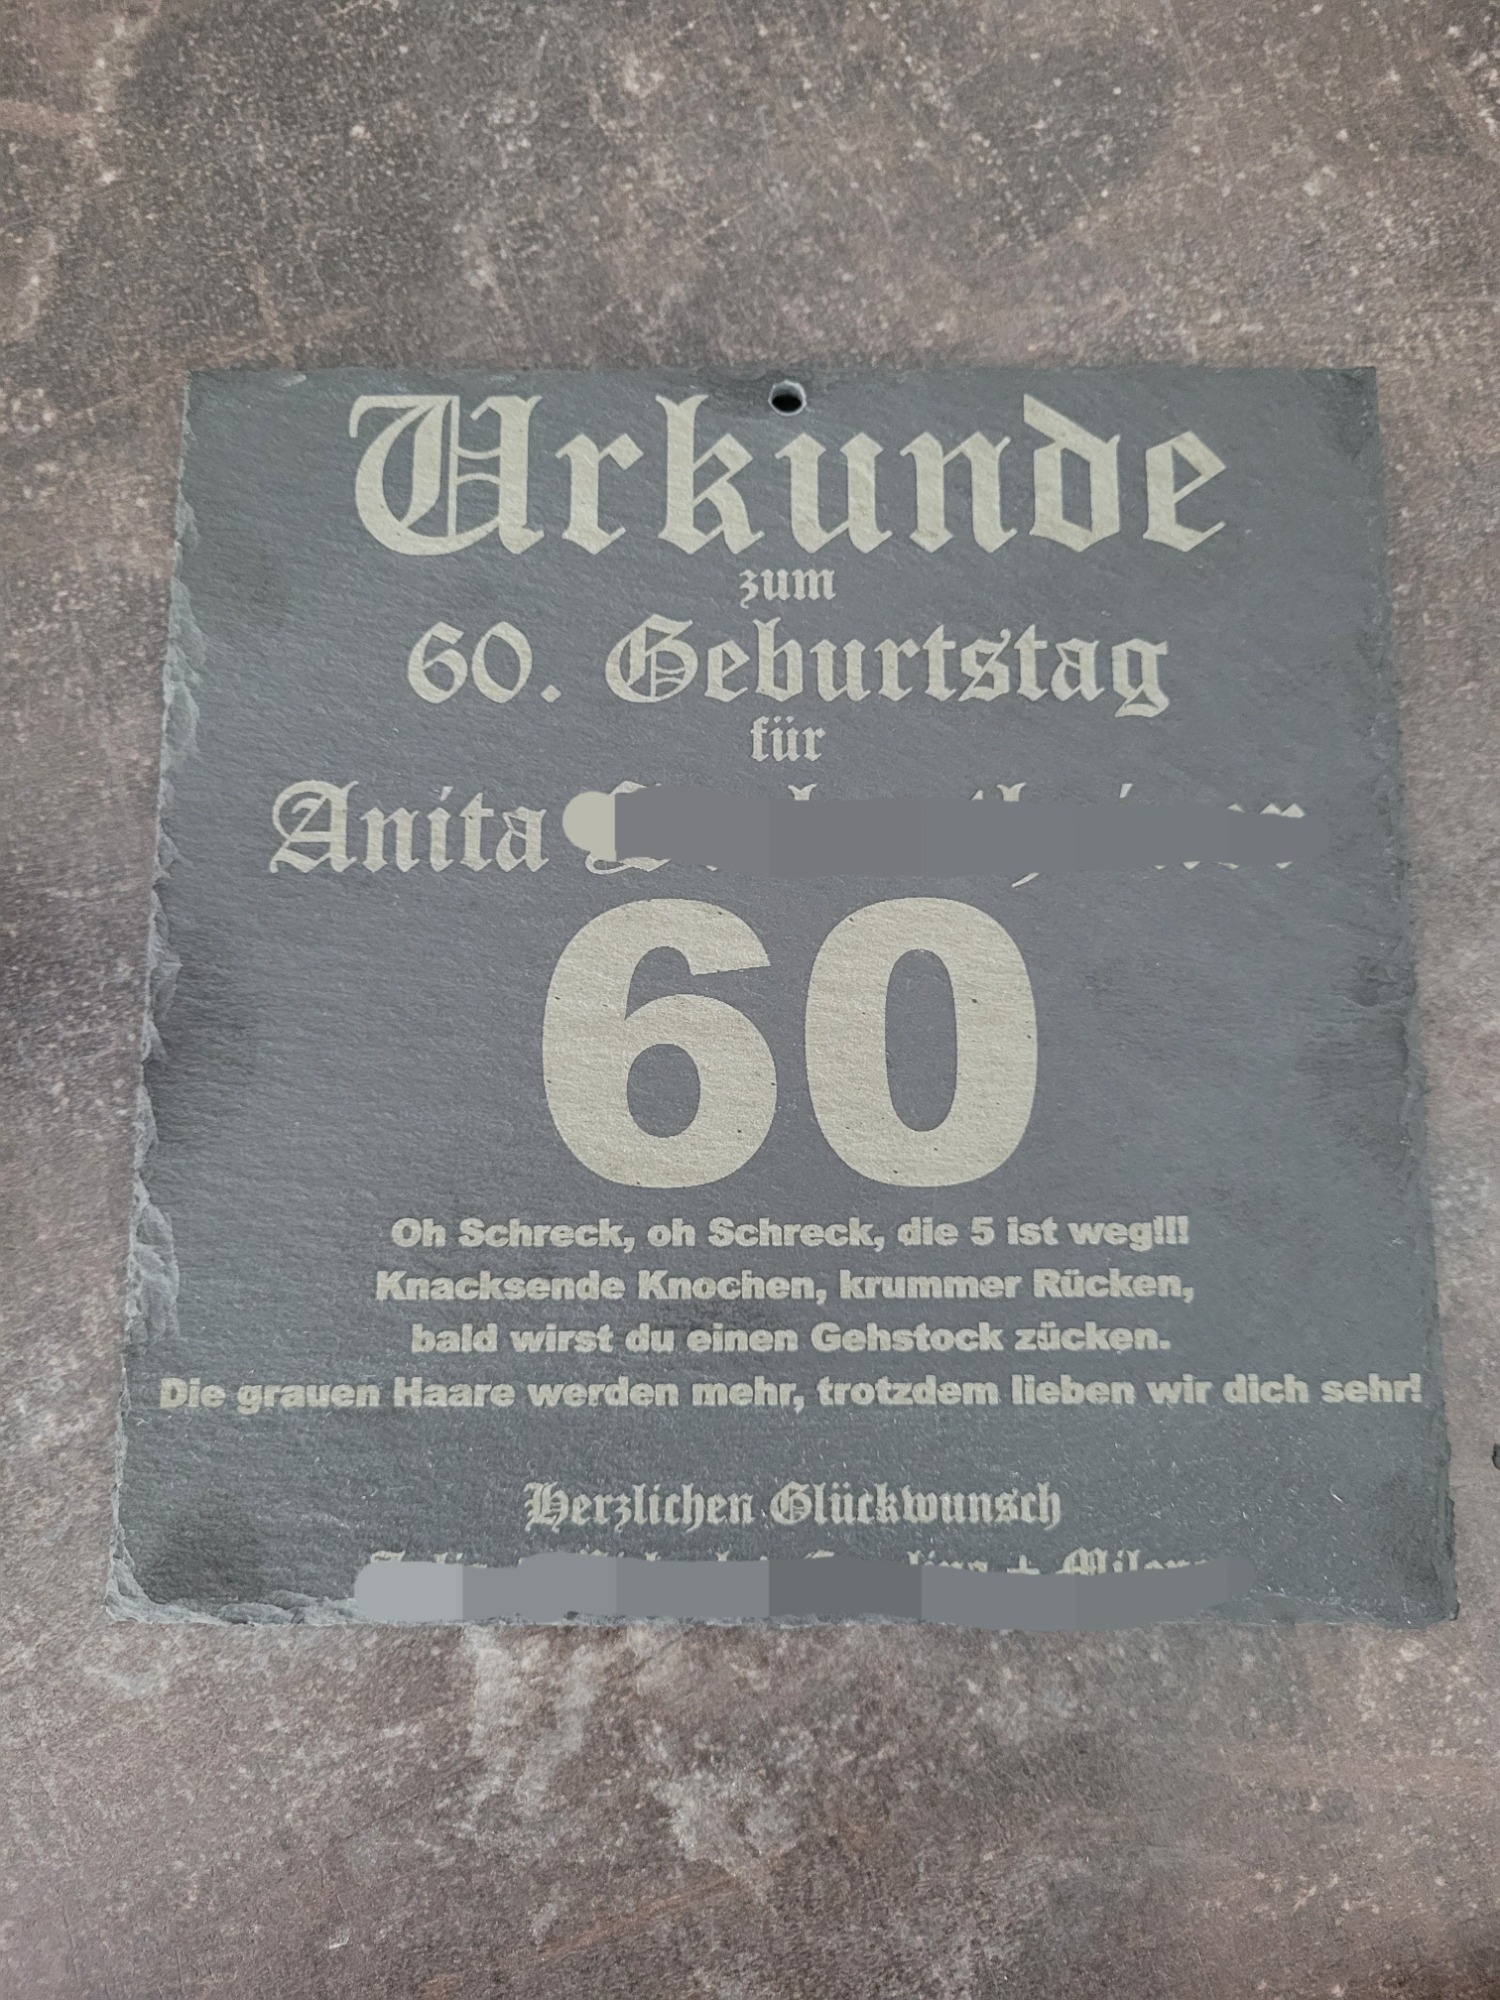 Urkunde
zum
60. Geburtstag
für
Anita
60
Oh Schreck, oh Schreck, die 5 ist weg!!!
Knacksende Knochen, krummer Rücken,
bald wirst du einen Gehstock zücken.
Die grauen Haare werden mehr, trotzdem lieben wir dich sehr!
Herzlichen Glückwunsch